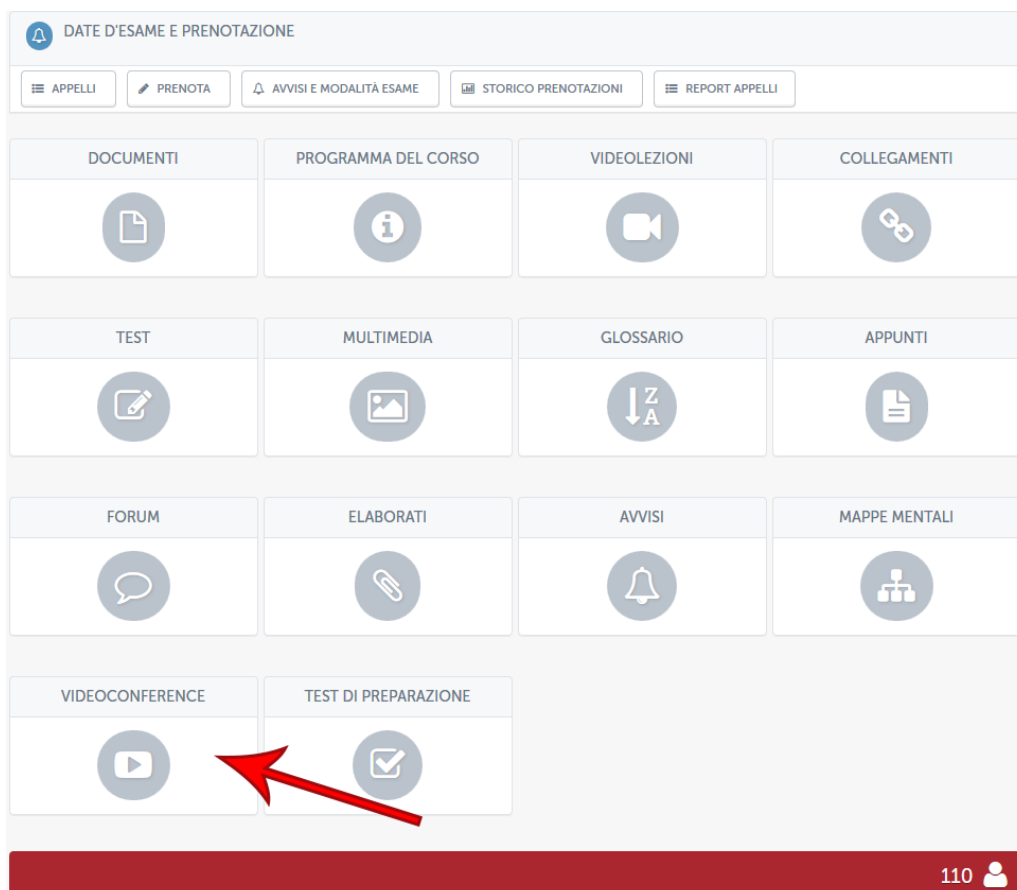 DATE D'ESAME E PRENOTAZIONE
APPELLI PRENOTA AVVISI E MODALITÀ ESAME STORICO PRENOTAZIONI REPORT APPELLI
DOCUMENTI PROGRAMMA DEL CORSO VIDEOLEZIONI COLLEGAMENTI
TEST MULTIMEDIA GLOSSARIO APPUNTI
Z
A
FORUM ELABORATI AVVISI MAPPE MENTALI
VIDEOCONFERENCE TEST DI PREPARAZIONE
110